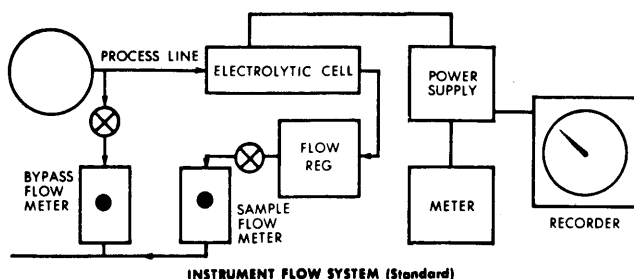 PROCESS LINE
ELECTROLYTIC CELL
POWER
SUPPLY
FLOW
REG
BYPASS
FLOW
METER
SAMPLE
FLOW
METER
METER
RECORDER
INSTRUMENT FLOW SYSTEM (Standard)